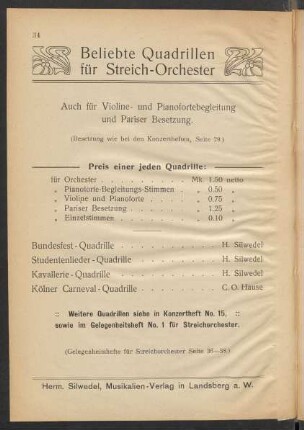 34
Beliebte Quadrillen
für Streich-Orchester
Auch für Violine- und Pianofortebegleitung
und Pariser Besetzung.
(Besetzung wie bei den Konzertheften, Seite 29.)
Preis einer jeden Quadrille:
für Orchester . . . . . . . . . Mk. 1.50 netto
„ Pianoforte-Begleitungs-Stimmen . „ 0.50 „
„ Violine und Pianoforte . . . . „ 0.75 „
„ Pariser Besetzung . . . . . . „ 1.25 „
„ Einzelstimmen . . . . . . . „ 0.10 „
Bundesfest-Quadrille . . . . . . H. Silwedel
Studentenlieder-Quadrille . . . . . H. Silwedel
Kavallerie-Quadrille . . . . . . H. Silwedel
Kölner Carneval-Quadrille . . . . . C. O. Hause
:: Weitere Quadrillen siehe in Konzertheft No. 15, ::
sowie im Gelegenheitsheft No. 1 für Streichorchester.
(Gelegenheitshefte für Streichorchester Seite 35—38.)
Herm. Silwedel, Musikalien-Verlag in Landsberg a. W.